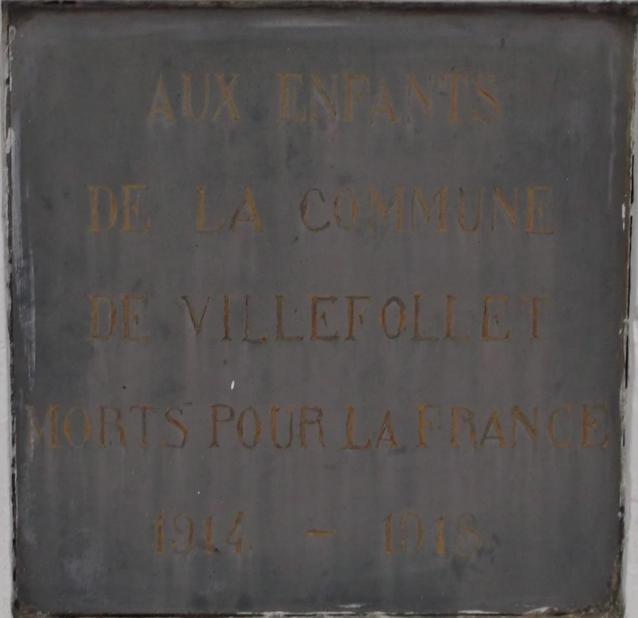 AUX ENFANTS
DE LA COMMUNE
DE VILLEFOLLET
MORTS POUR LA FRANCE
1914 - 1918